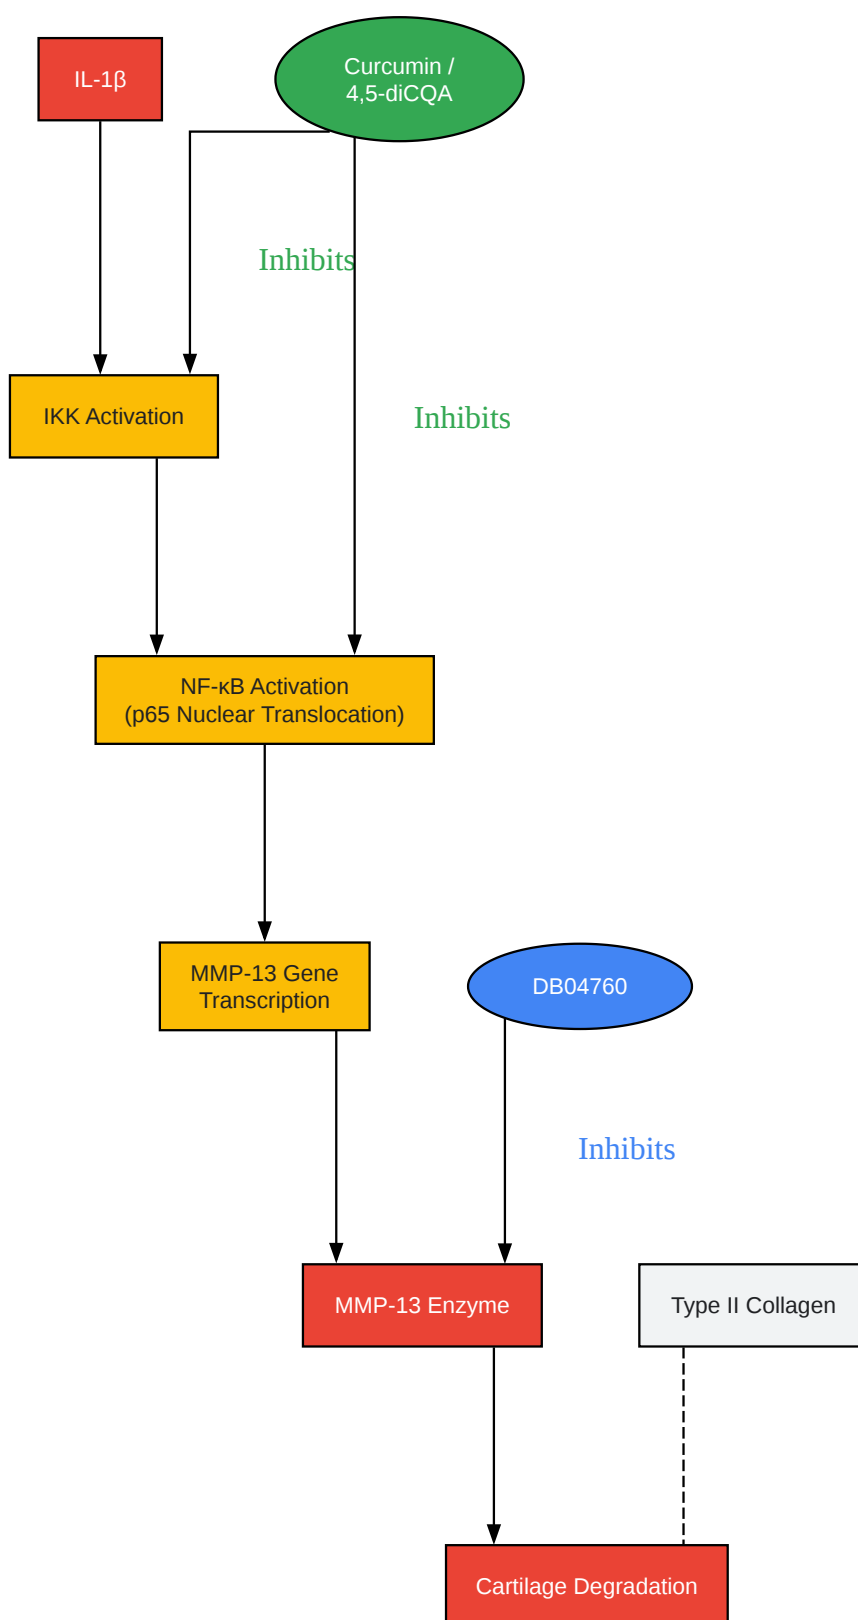 IL-1β
Curcumin /
4,5-diCQA
Inhibits
IKK Activation
Inhibits
NF-κB Activation
(p65 Nuclear Translocation)
MMP-13 Gene
Transcription
DB04760
Inhibits
MMP-13 Enzyme
Type II Collagen
Cartilage Degradation